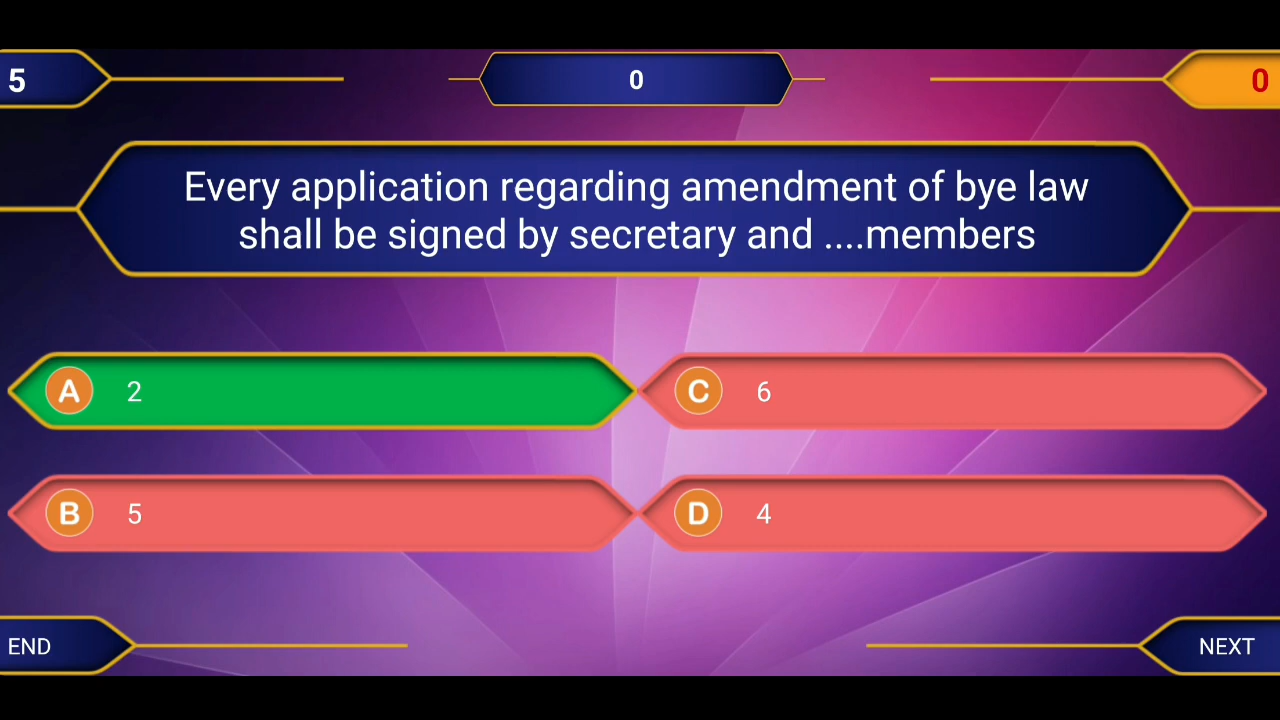 5
0
0
Every application regarding amendment of bye law
shall be signed by secretary and ....members
A 2
C 6
B 5
D 4
END
NEXT